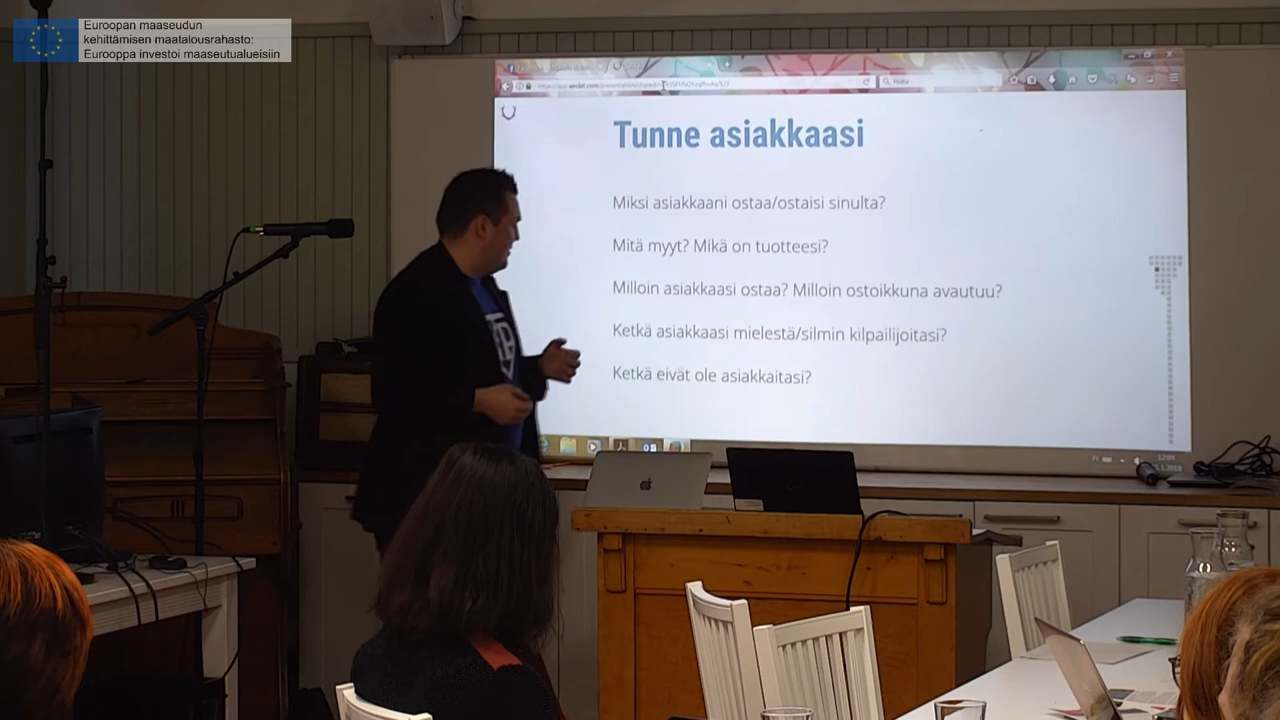 Euroopan maaseudun
kehittämisen maatalousrahasto:
Eurooppa investoi maaseutualueisiin
Tunne asiakkaasi
Miksi asiakkaani ostaa/ostaisi sinulta?
Mitä myyt? Mikä on tuotteesi?
Milloin asiakkaasi ostaa? Milloin ostoikkuna avautuu?
Ketkä asiakkaasi mielestä/silmin kilpailijoitasi?
Ketkä eivät ole asiakkaitasi?